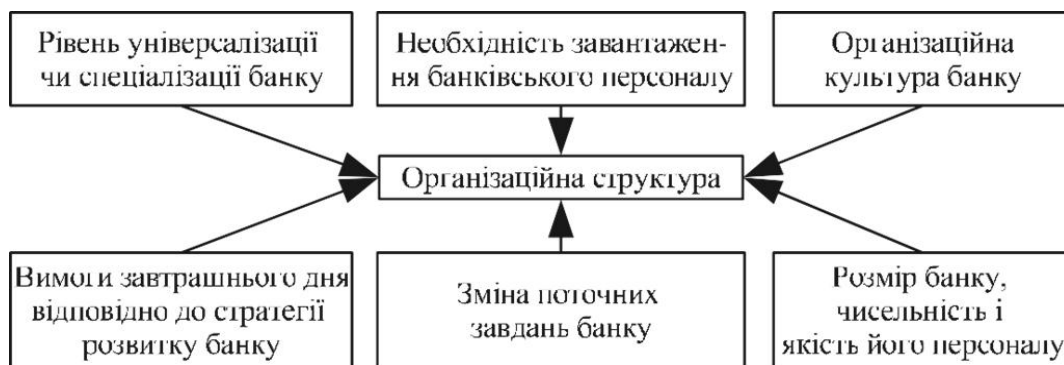 Рівень універсалізації
чи спеціалізації банку
Необхідність завантажен-
ня банківського персоналу
Організаційна
культура банку
Організаційна структура
Вимоги завтрашнього дня
відповідно до стратегії
розвитку банку
Зміна поточних
завдань банку
Розмір банку,
чисельність і
якість його персоналу